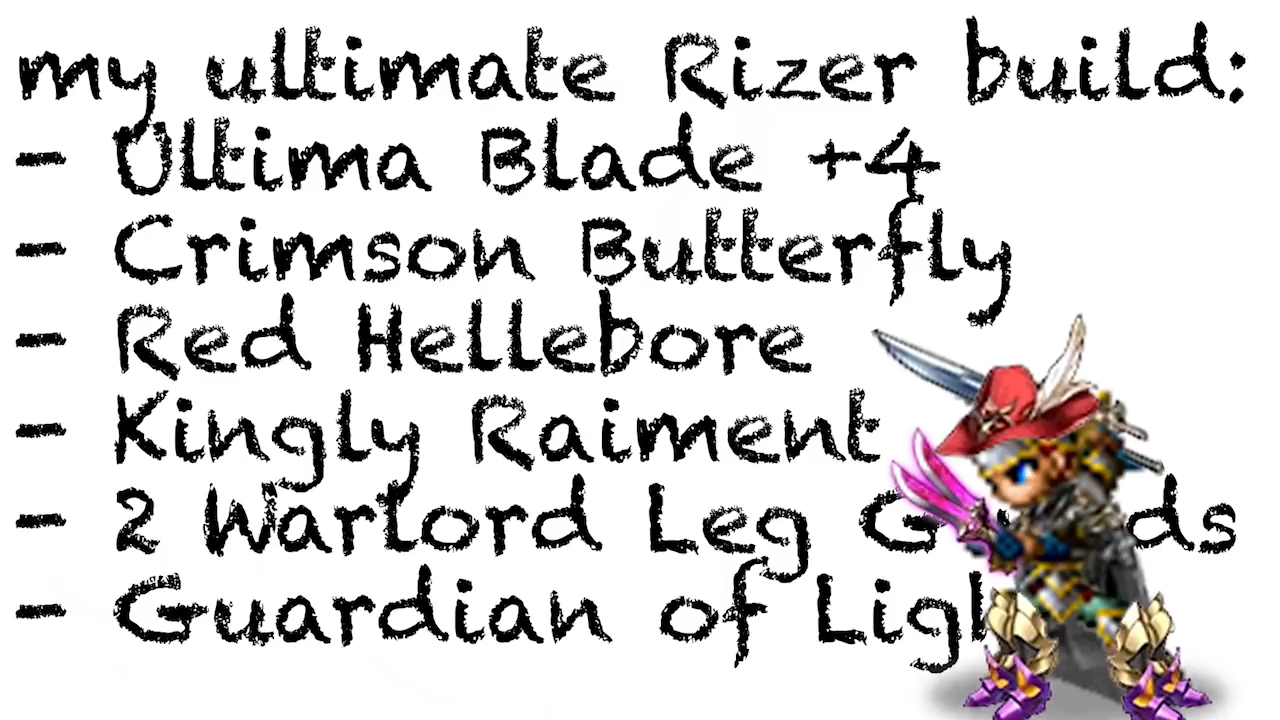 my ultimate Rizer build:
- Ultima Blade +4
- Crimson Butterfly
- Red Hellebore
- Kingly Raiment
- 2 Warlord Leg
- Guardian of